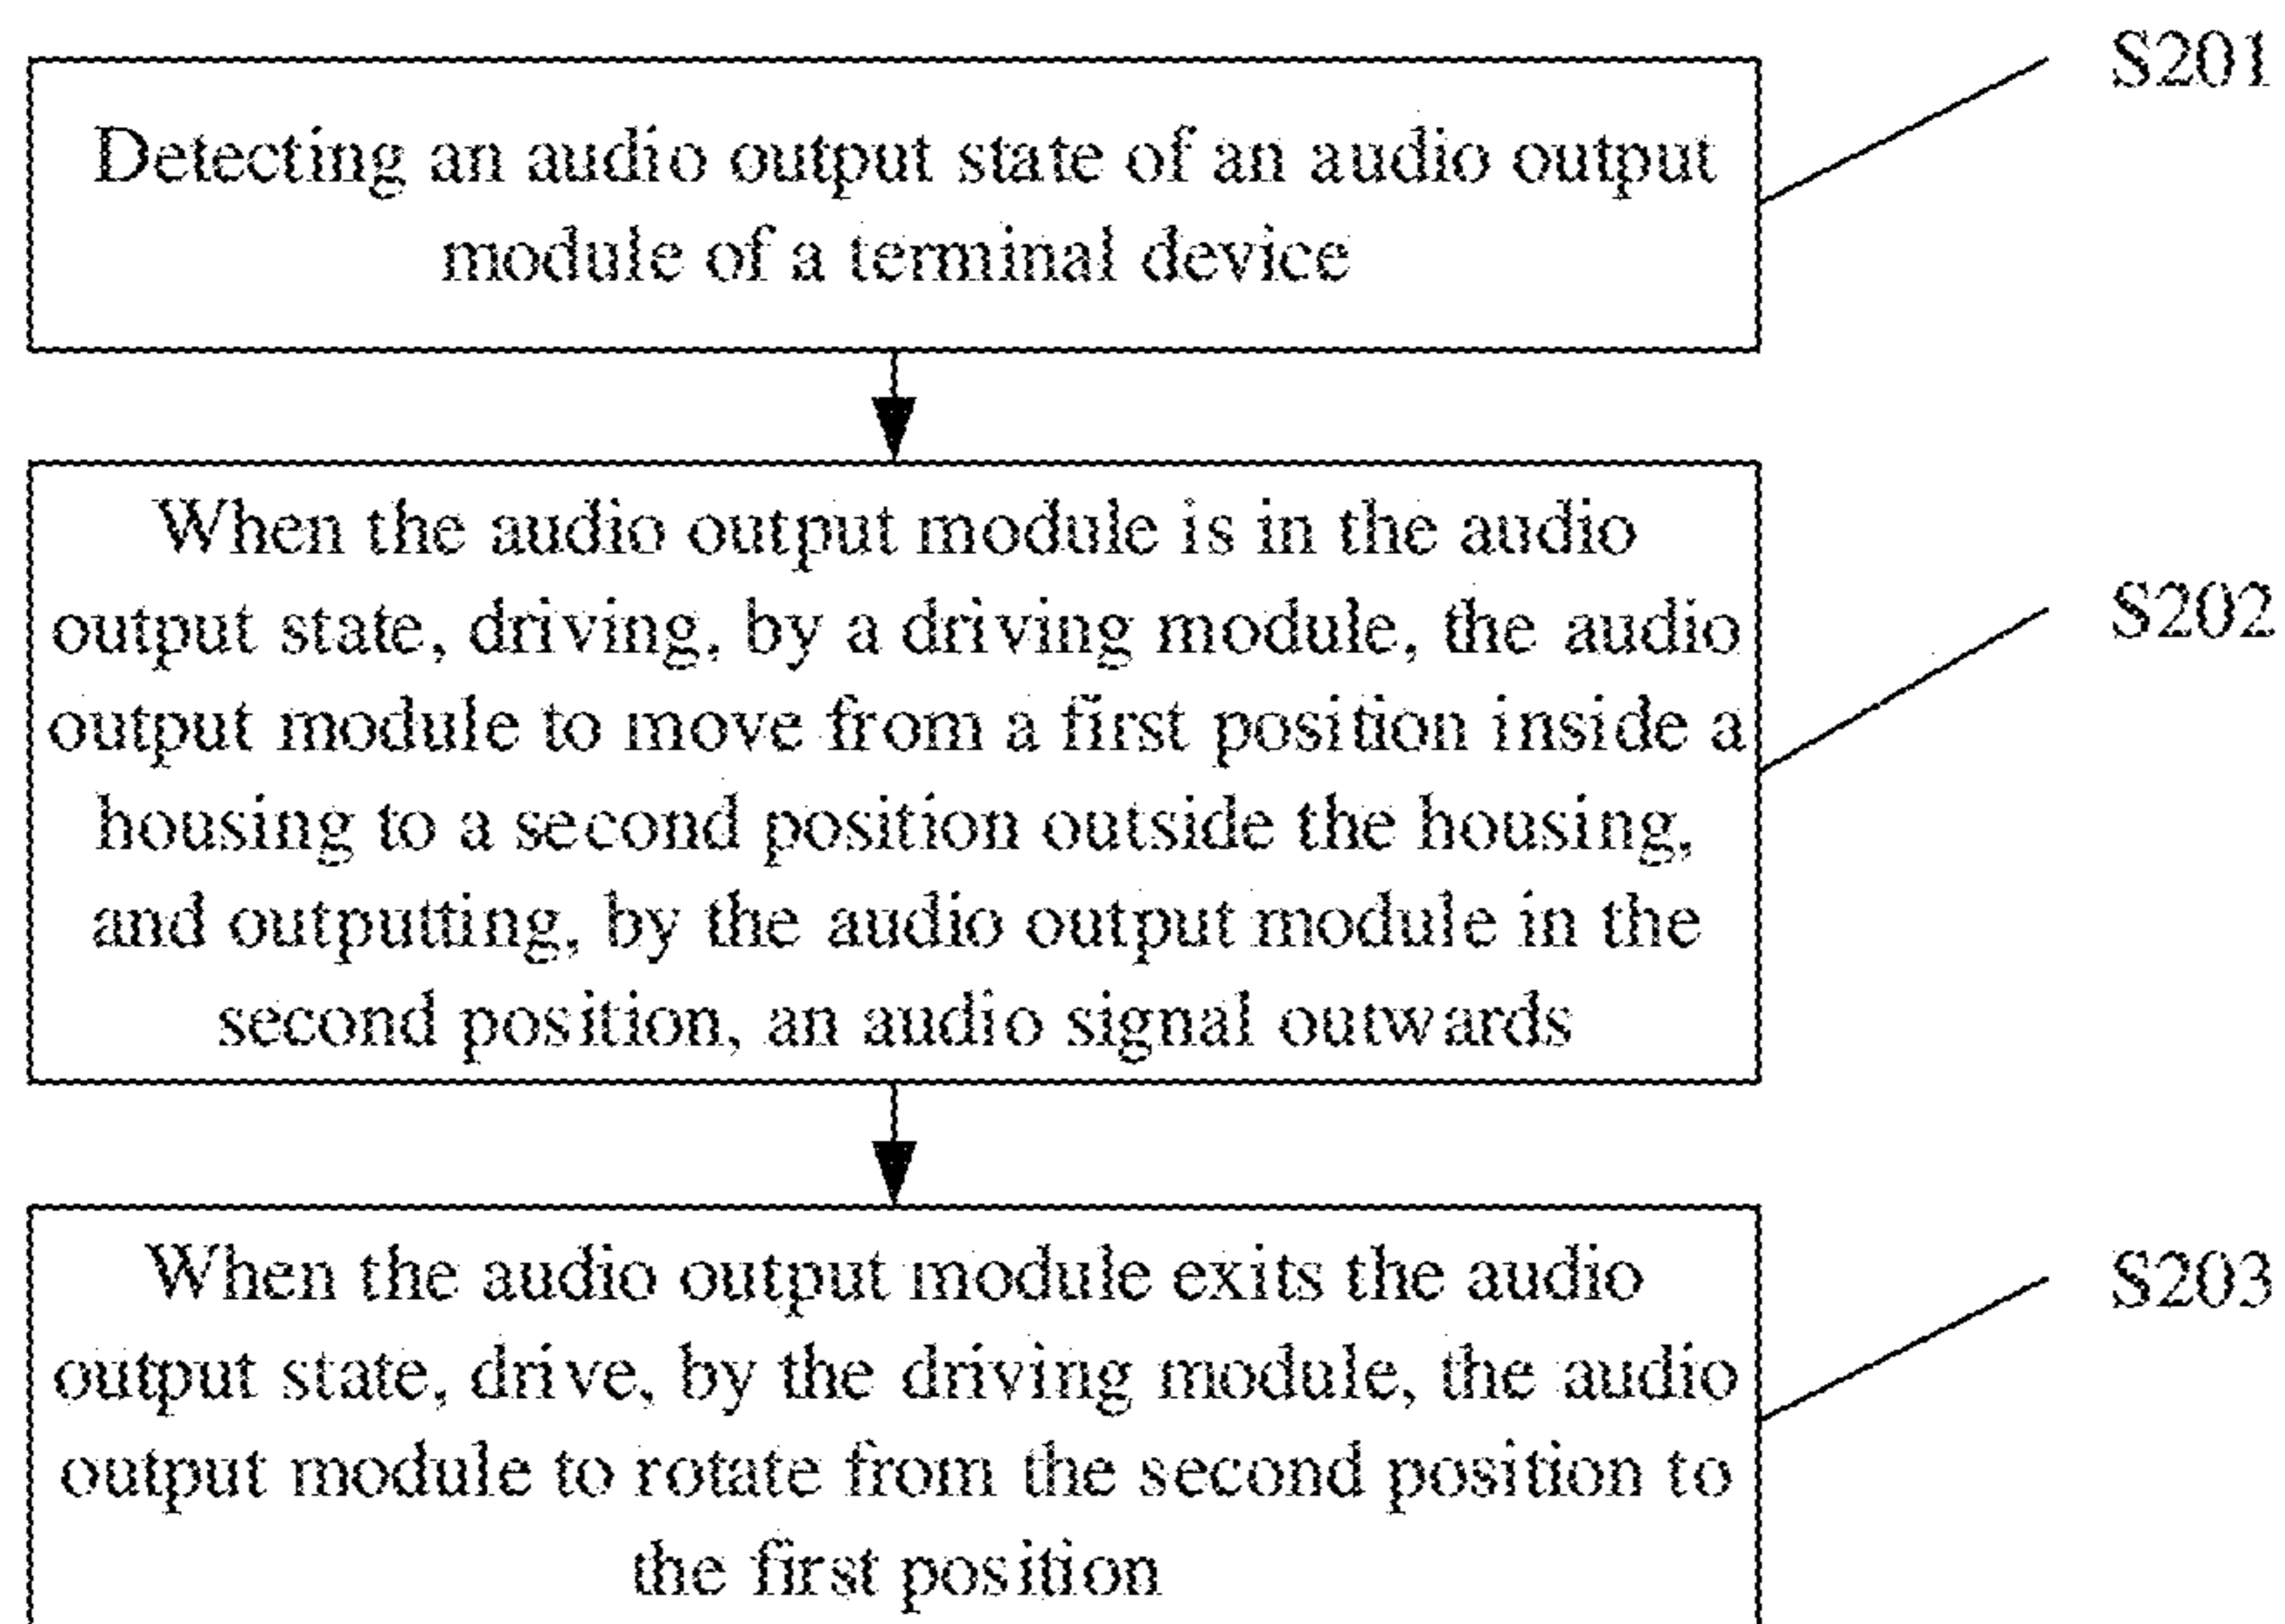 S201
Detecting an audio output state of an audio output
module of a terminal device
When the audio output module is in the audio
output state, driving, by a driving module, the audio
output module to move from a first position inside a
housing to a second position outside the housing,
and outputting, by the audio output module in the
second position, an audio signal outwards
S202
When the audio output module exits the audio
output state, drive, by the driving module, the audio
output module to rotate from the second position to
the first position
S203